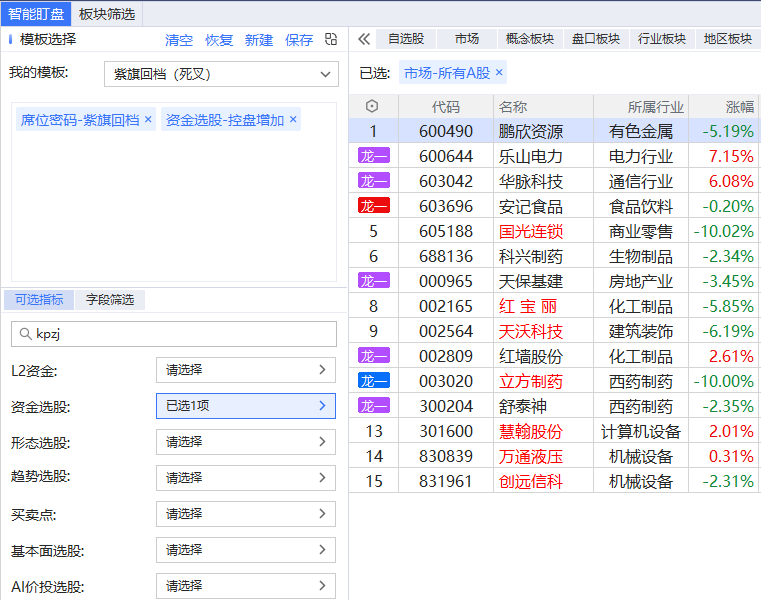 智能盯盘 板块筛选
模板选择 清空 恢复 新建 保存
我的模板: 紫旗回档（死叉）
席位密码-紫旗回档 × 资金选股-控盘增加 ×
可选指标 字段筛选
kpzj
L2资金: 请选择
资金选股: 已选1项
形态选股: 请选择
趋势选股: 请选择
买卖点: 请选择
基本面选股: 请选择
AI价投选股: 请选择
自选股 市场 概念板块 盘口板块 行业板块 地区板块
已选: 市场-所有A股 ×
代码 名称 所属行业 涨幅
1 600490 鹏欣资源 有色金属 -5.19%
龙一 600644 乐山电力 电力行业 7.15%
龙一 603042 华脉科技 通信行业 6.08%
龙一 603696 安记食品 食品饮料 -0.20%
5 605188 国光连锁 商业零售 -10.02%
6 688136 科兴制药 生物制品 -2.34%
龙一 000965 天保基建 房地产业 -3.45%
8 002165 红 宝 丽 化工制品 -5.85%
9 002564 天沃科技 建筑装饰 -6.19%
龙一 002809 红墙股份 化工制品 2.61%
龙一 003020 立方制药 西药制药 -10.00%
龙一 300204 舒泰神 西药制药 -2.35%
13 301600 慧翰股份 计算机设备 2.01%
14 830839 万通液压 机械设备 0.31%
15 831961 创远信科 机械设备 -2.31%